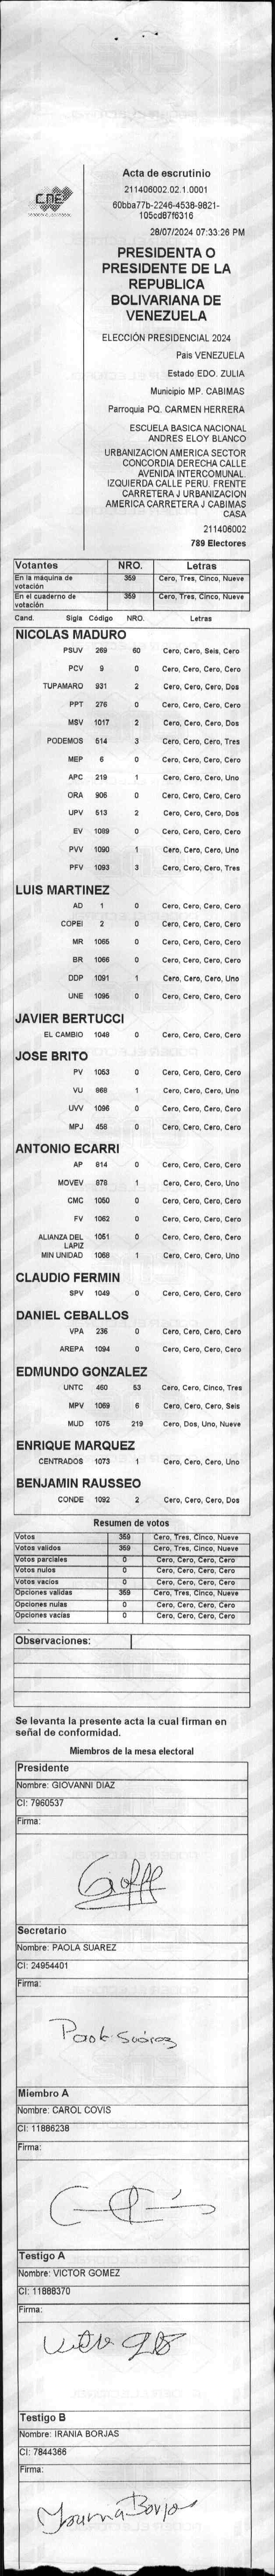 CNE
Acta de escrutinio
211406002.02.1.0001
60bba77b-2246-4538-9821-
105cd87f6316
28/07/2024 07:33:26 PM
PRESIDENTA O
PRESIDENTE DE LA
REPUBLICA
BOLIVARIANA DE
VENEZUELA
ELECCIÓN PRESIDENCIAL 2024
Pais VENEZUELA
Estado EDO. ZULIA
Municipio MP. CABIMAS
Parroquia PQ. CARMEN HERRERA
ESCUELA BASICA NACIONAL
ANDRES ELOY BLANCO
URBANIZACION AMERICA SECTOR
CONCORDIA DERECHA CALLE
AVENIDA INTERCOMUNAL.
IZQUIERDA CALLE PERU. FRENTE
CARRETERA J URBANIZACION
AMERICA CARRETERA J CABIMAS
CASA
211406002
789 Electores
Votantes NRO. Letras
En la máquina de votación 359 Cero, Tres, Cinco, Nueve
En el cuaderno de votación 359 Cero, Tres, Cinco, Nueve
Cand. Sigla Código NRO. Letras
NICOLAS MADURO
PSUV 269 60 Cero, Cero, Seis, Cero
PCV 9 0 Cero, Cero, Cero, Cero
TUPAMARO 931 2 Cero, Cero, Cero, Dos
PPT 276 0 Cero, Cero, Cero, Cero
MSV 1017 2 Cero, Cero, Cero, Dos
PODEMOS 514 3 Cero, Cero, Cero, Tres
MEP 6 0 Cero, Cero, Cero, Cero
APC 219 1 Cero, Cero, Cero, Uno
ORA 906 0 Cero, Cero, Cero, Cero
UPV 513 2 Cero, Cero, Cero, Dos
EV 1089 0 Cero, Cero, Cero, Cero
PVV 1090 1 Cero, Cero, Cero, Uno
PFV 1093 3 Cero, Cero, Cero, Tres
LUIS MARTINEZ
AD 1 0 Cero, Cero, Cero, Cero
COPEI 2 0 Cero, Cero, Cero, Cero
MR 1065 0 Cero, Cero, Cero, Cero
BR 1066 0 Cero, Cero, Cero, Cero
DDP 1091 1 Cero, Cero, Cero, Uno
UNE 1095 0 Cero, Cero, Cero, Cero
JAVIER BERTUCCI
EL CAMBIO 1048 0 Cero, Cero, Cero, Cero
JOSE BRITO
PV 1053 0 Cero, Cero, Cero, Cero
VU 868 1 Cero, Cero, Cero, Uno
UVV 1096 0 Cero, Cero, Cero, Cero
MPJ 458 0 Cero, Cero, Cero, Cero
ANTONIO ECARRI
AP 814 0 Cero, Cero, Cero, Cero
MOVEV 878 1 Cero, Cero, Cero, Uno
CMC 1050 0 Cero, Cero, Cero, Cero
FV 1062 0 Cero, Cero, Cero, Cero
ALIANZA DEL LAPIZ 1051 0 Cero, Cero, Cero, Cero
MIN UNIDAD 1068 1 Cero, Cero, Cero, Uno
CLAUDIO FERMIN
SPV 1049 0 Cero, Cero, Cero, Cero
DANIEL CEBALLOS
VPA 236 0 Cero, Cero, Cero, Cero
AREPA 1094 0 Cero, Cero, Cero, Cero
EDMUNDO GONZALEZ
UNTC 460 53 Cero, Cero, Cinco, Tres
MPV 1069 6 Cero, Cero, Cero, Seis
MUD 1075 219 Cero, Dos, Uno, Nueve
ENRIQUE MARQUEZ
CENTRADOS 1073 1 Cero, Cero, Cero, Uno
BENJAMIN RAUSSEO
CONDE 1092 2 Cero, Cero, Cero, Dos
Resumen de votos
Votos 359 Cero, Tres, Cinco, Nueve
Votos validos 359 Cero, Tres, Cinco, Nueve
Votos parciales 0 Cero, Cero, Cero, Cero
Votos nulos 0 Cero, Cero, Cero, Cero
Votos vacíos 0 Cero, Cero, Cero, Cero
Opciones validas 359 Cero, Tres, Cinco, Nueve
Opciones nulas 0 Cero, Cero, Cero, Cero
Opciones vacías 0 Cero, Cero, Cero, Cero
Observaciones:
Se levanta la presente acta la cual firman en
señal de conformidad.
Miembros de la mesa electoral
Presidente
Nombre: GIOVANNI DIAZ
CI: 7960537
Firma:
Secretario
Nombre: PAOLA SUAREZ
CI: 24954401
Firma:
Paola Suárez
Miembro A
Nombre: CAROL COVIS
CI: 11886238
Firma:
Testigo A
Nombre: VICTOR GOMEZ
CI: 11888370
Firma:
Testigo B
Nombre: IRANIA BORJAS
CI: 7844366
Firma:
Borjas